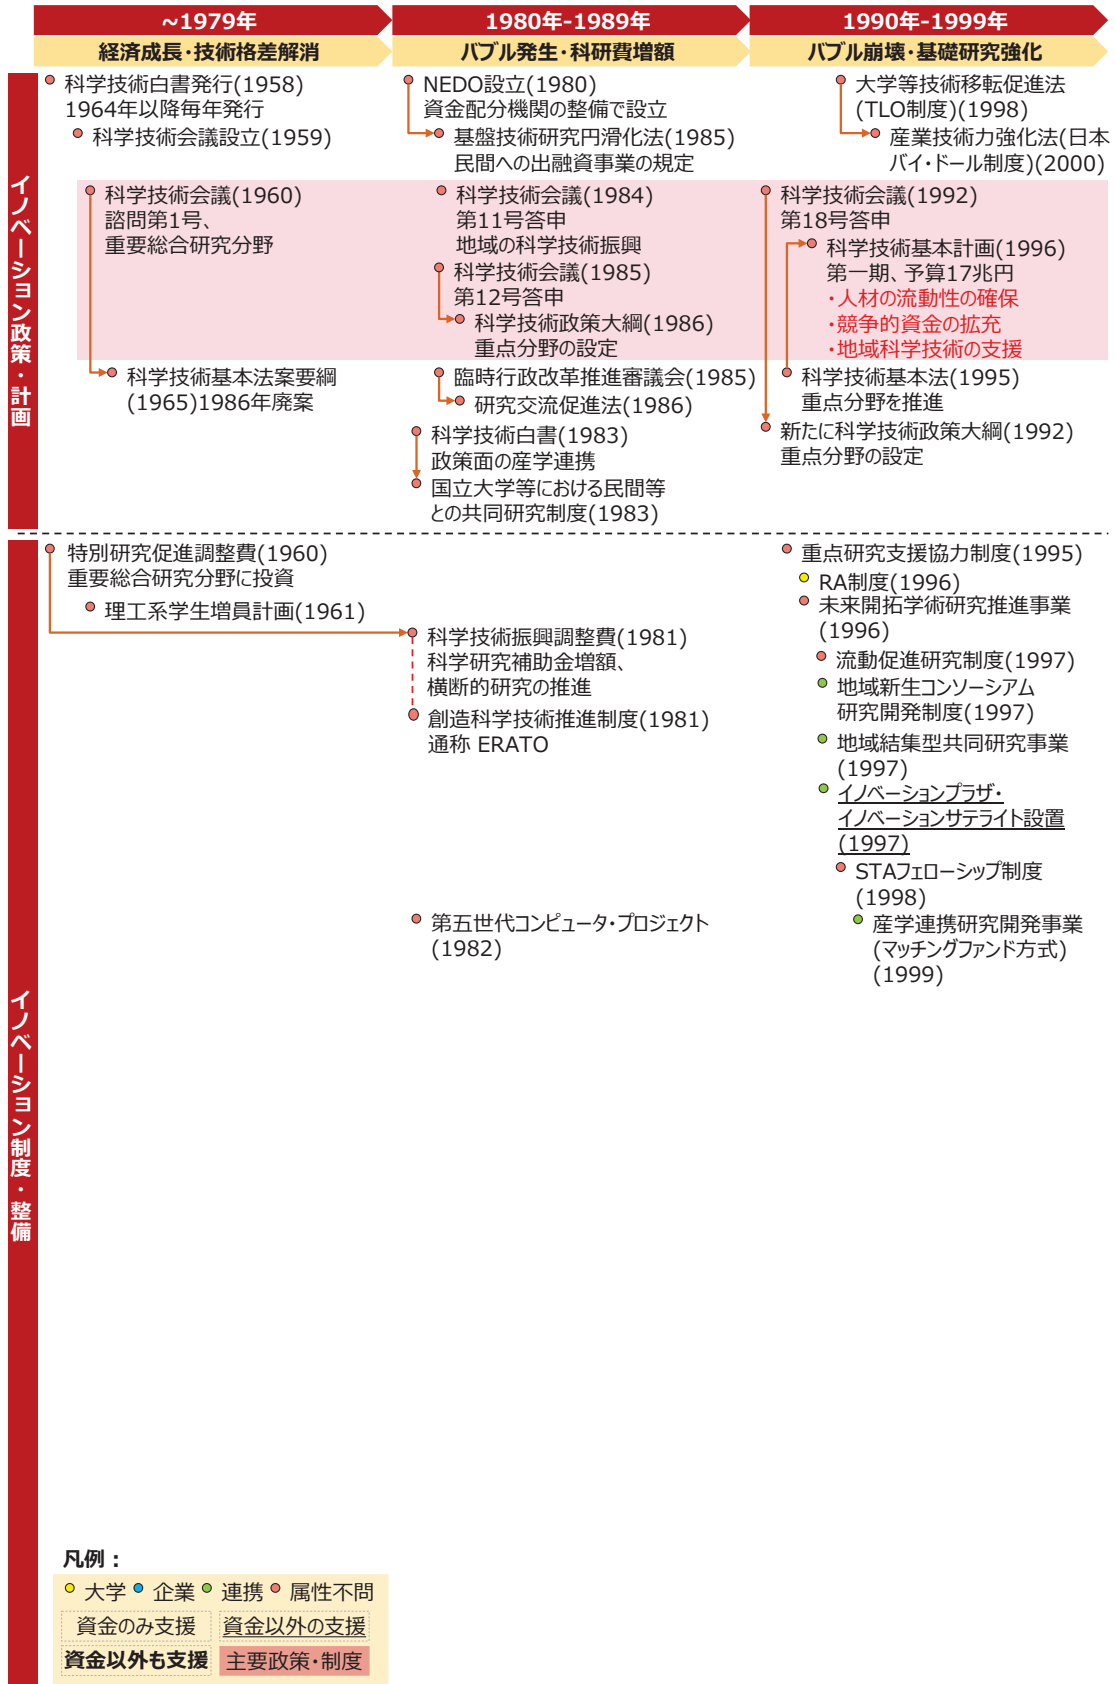 ~1979年
1980年-1989年
1990年-1999年
経済成長・技術格差解消
バブル発生・科研費増額
バブル崩壊・基礎研究強化
イノベーション政策・計画
科学技術白書発行(1958)
1964年以降毎年発行
科学技術会議設立(1959)
科学技術会議(1960)
諮問第1号、
重要総合研究分野
科学技術基本法案要綱
(1965)1986年廃案
NEDO設立(1980)
資金配分機関の整備で設立
基盤技術研究円滑化法(1985)
民間への出融資事業の規定
科学技術会議(1984)
第11号答申
地域の科学技術振興
科学技術会議(1985)
第12号答申
科学技術政策大綱(1986)
重点分野の設定
臨時行政改革推進審議会(1985)
研究交流促進法(1986)
科学技術白書(1983)
政策面の産学連携
国立大学等における民間等
との共同研究制度(1983)
大学等技術移転促進法
(TLO制度)(1998)
産業技術力強化法(日本
バイ・ドール制度)(2000)
科学技術会議(1992)
第18号答申
科学技術基本計画(1996)
第一期、予算17兆円
・人材の流動性の確保
・競争的資金の拡充
・地域科学技術の支援
科学技術基本法(1995)
重点分野を推進
新たに科学技術政策大綱(1992)
重点分野の設定
イノベーション制度・整備
特別研究促進調整費(1960)
重要総合研究分野に投資
理工系学生増員計画(1961)
科学技術振興調整費(1981)
科学研究補助金増額、
横断的研究の推進
創造科学技術推進制度(1981)
通称 ERATO
第五世代コンピュータ・プロジェクト
(1982)
重点研究支援協力制度(1995)
RA制度(1996)
未来開拓学術研究推進事業
(1996)
流動促進研究制度(1997)
地域新生コンソーシアム
研究開発制度(1997)
地域結集型共同研究事業
(1997)
イノベーションプラザ・
イノベーションサテライト設置
(1997)
STAフェローシップ制度
(1998)
産学連携研究開発事業
(マッチングファンド方式)
(1999)
凡例：
大学 企業 連携 属性不問
資金のみ支援 資金以外の支援
資金以外も支援 主要政策・制度